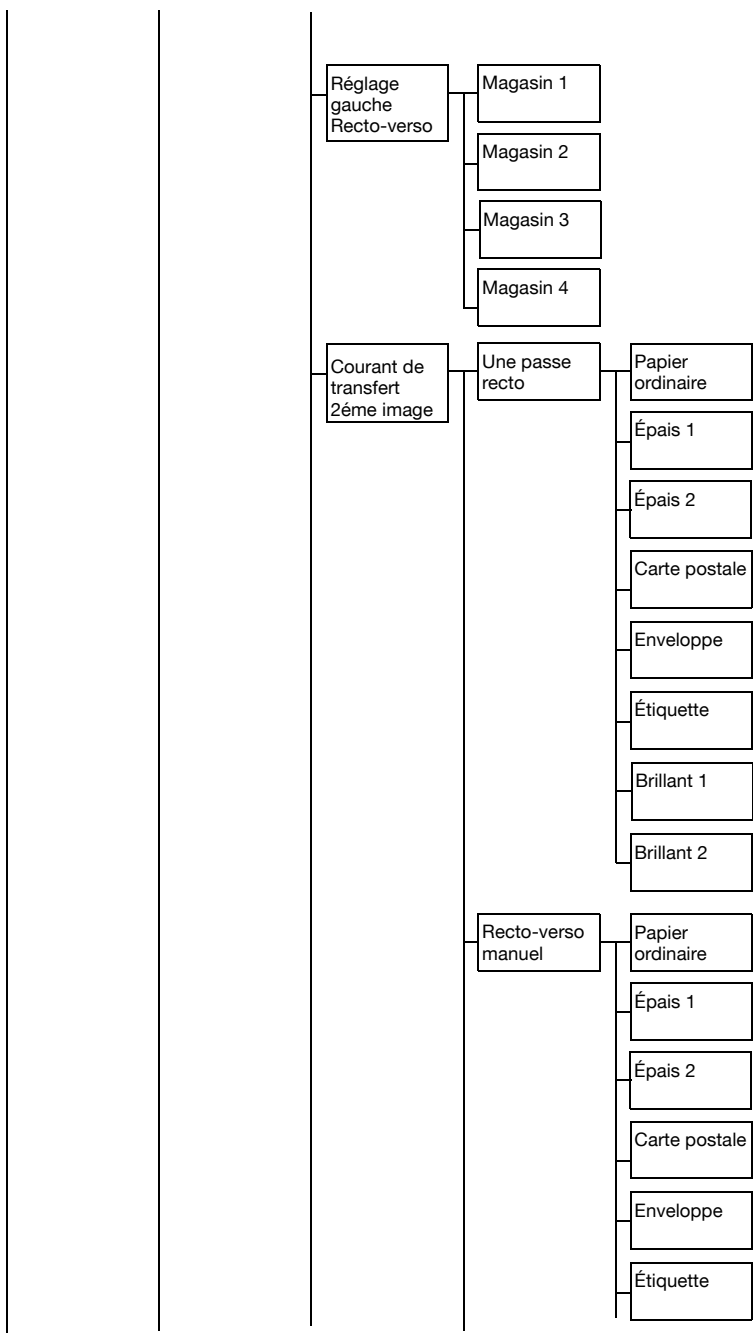 Réglage
gauche
Recto-verso
Magasin 1
Magasin 2
Magasin 3
Magasin 4
Courant de
transfert
2éme image
Une passe
recto
Papier
ordinaire
Épais 1
Épais 2
Carte postale
Enveloppe
Étiquette
Brillant 1
Brillant 2
Recto-verso
manuel
Papier
ordinaire
Épais 1
Épais 2
Carte postale
Enveloppe
Étiquette